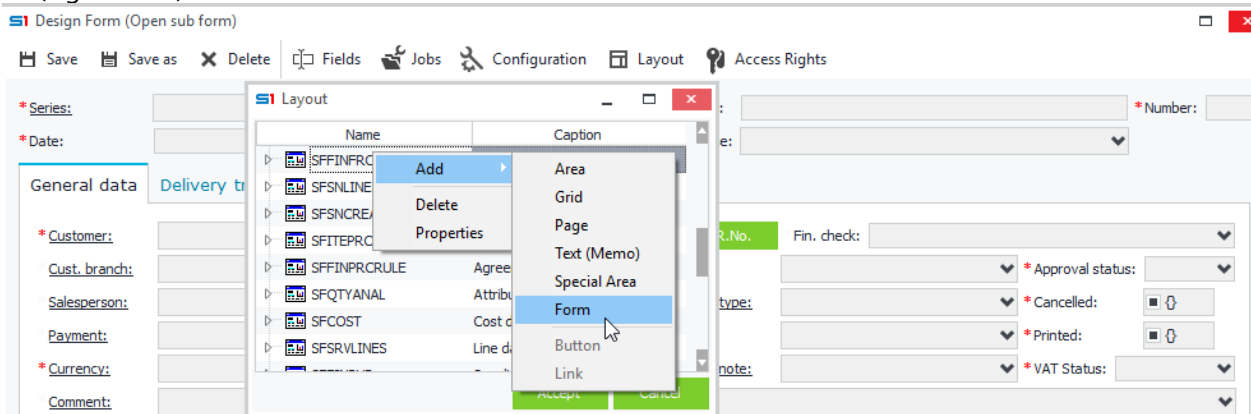 S1 Design Form (Open sub form)
Save Save as Delete Fields Jobs Configuration Layout Access Rights
S1 Layout
*Series: : *Number:
*Date: e:
Name Caption
SFFINFRC
SFSNLINE
SFSNCREA
SFITEPRC
SFFINPRCRULE Agree
SFQTYANAL Attribu
SFCOST Cost d
SFSRVLINES Line da
Add
Delete
Properties
Area
Grid
Page
Text (Memo)
Special Area
Form
Button
Link
Accept Cancel
General data Delivery tr
*Customer: R.No. Fin. check:
Cust. branch: *Approval status:
Salesperson: type: *Cancelled: {}
Payment: *Printed: {}
*Currency: note: *VAT Status:
Comment: